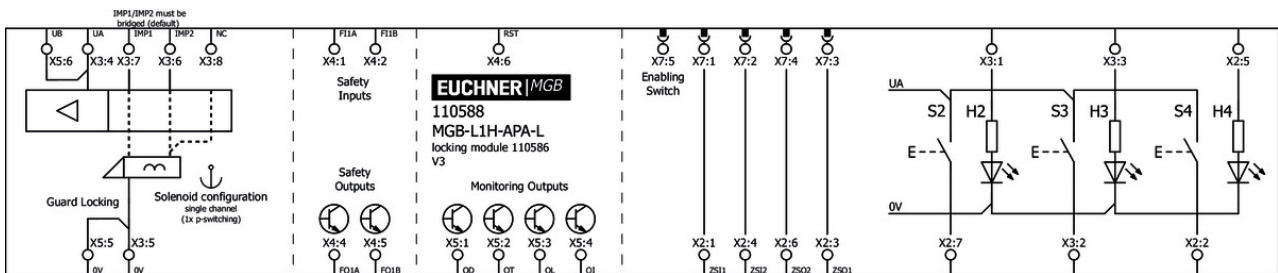 IMP1/IMP2 must be
bridged (default)
UB UA IMP1 IMP2 NC FI1A FI1B RST
X5:6 X3:4 X3:7 X3:6 X3:8 X4:1 X4:2 X4:6 X7:5 X7:1 X7:2 X7:4 X7:3 X3:1 X3:3 X2:5
Safety
Inputs
Enabling
Switch
EUCHNER MGB
110588
MGB-L1H-APA-L
locking module 110586
V3
UA
S2 H2 S3 H3 S4 H4
E E E
Guard Locking
Solenoid configuration
single channel
(1x p-switching)
Safety
Outputs
Monitoring Outputs
0V
X5:5 X3:5 X4:4 X4:5 X5:1 X5:2 X5:3 X5:4 X2:1 X2:4 X2:6 X2:3 X2:7 X3:2 X2:2
0V 0V FO1A FO1B OD OT OL OI ZSI1 ZSI2 ZSO2 ZSO1